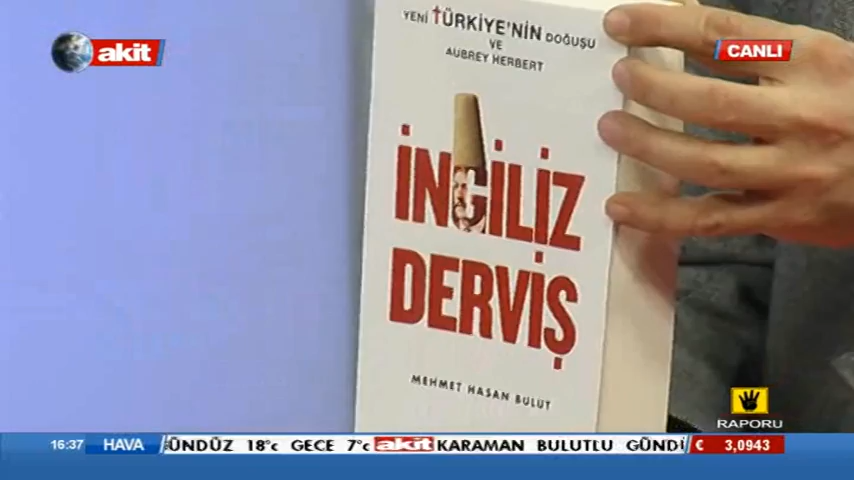 akit
CANLI
YENİ TÜRKİYE'NİN DOĞUŞU
VE
AUBREY HERBERT
İNGİLİZ
DERVİŞ
MEHMET HASAN BULUT
RAPORU
16:37 HAVA ÜNDÜZ 18°c GECE 7°c akit KARAMAN BULUTLU GÜNDÜ € 3,0943